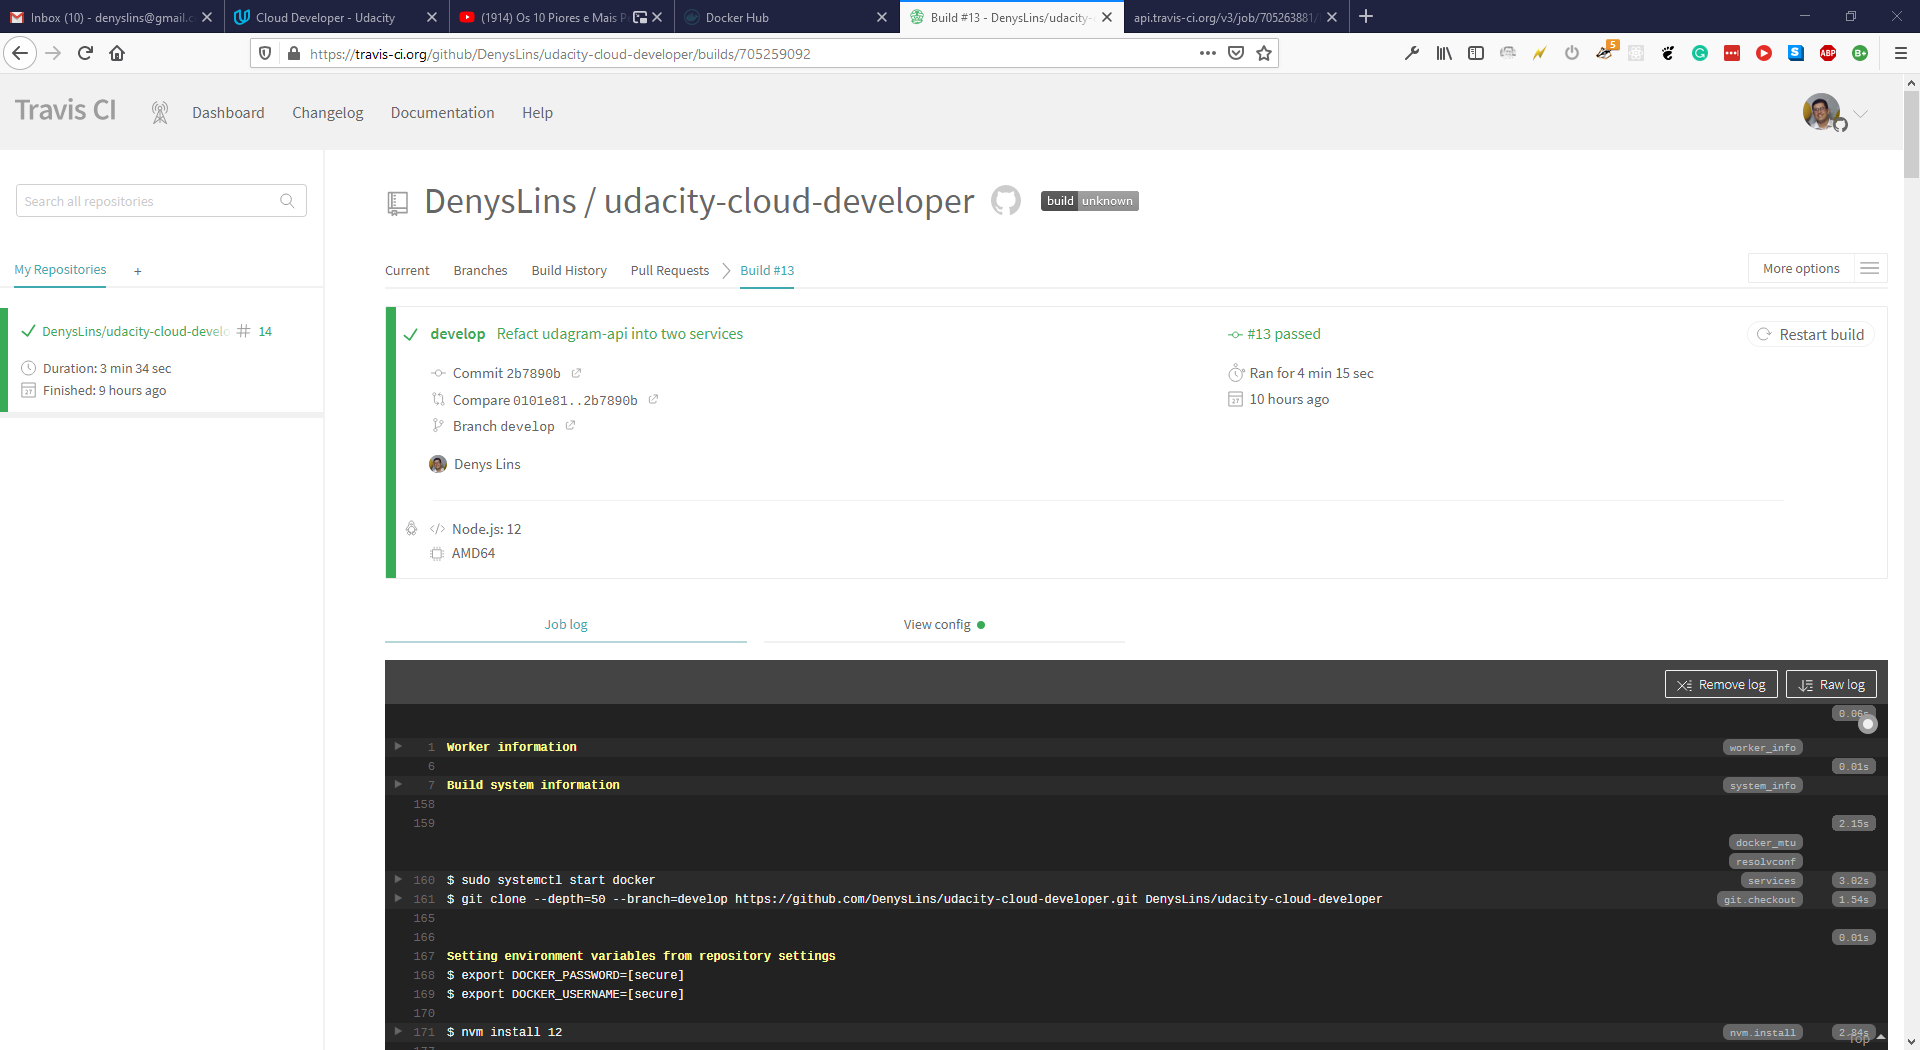 Inbox (10) - denyslins@gmail.c
Cloud Developer - Udacity
(1914) Os 10 Piores e Mais P
Docker Hub
Build #13 - DenysLins/udacity-
api.travis-ci.org/v3/job/705263881/
https://travis-ci.org/github/DenysLins/udacity-cloud-developer/builds/705259092
5
ABP
B+
Travis CI
Dashboard
Changelog
Documentation
Help
Search all repositories
My Repositories
+
DenysLins/udacity-cloud-develo
# 14
Duration: 3 min 34 sec
Finished: 9 hours ago
DenysLins / udacity-cloud-developer
build unknown
Current
Branches
Build History
Pull Requests
Build #13
More options
develop Refact udagram-api into two services
Commit 2b7890b
Compare 0101e81..2b7890b
Branch develop
Denys Lins
#13 passed
Ran for 4 min 15 sec
10 hours ago
Restart build
Node.js: 12
AMD64
Job log
View config
Remove log
Raw log
0.06s
1 Worker information worker_info
6 0.01s
7 Build system information system_info
158
159 2.15s
docker_mtu
resolvconf
160 $ sudo systemctl start docker services 3.02s
161 $ git clone --depth=50 --branch=develop https://github.com/DenysLins/udacity-cloud-developer.git DenysLins/udacity-cloud-developer git.checkout 1.54s
165
166 0.01s
167 Setting environment variables from repository settings
168 $ export DOCKER_PASSWORD=[secure]
169 $ export DOCKER_USERNAME=[secure]
170
171 $ nvm install 12 nvm.install 2.84s
Top
177